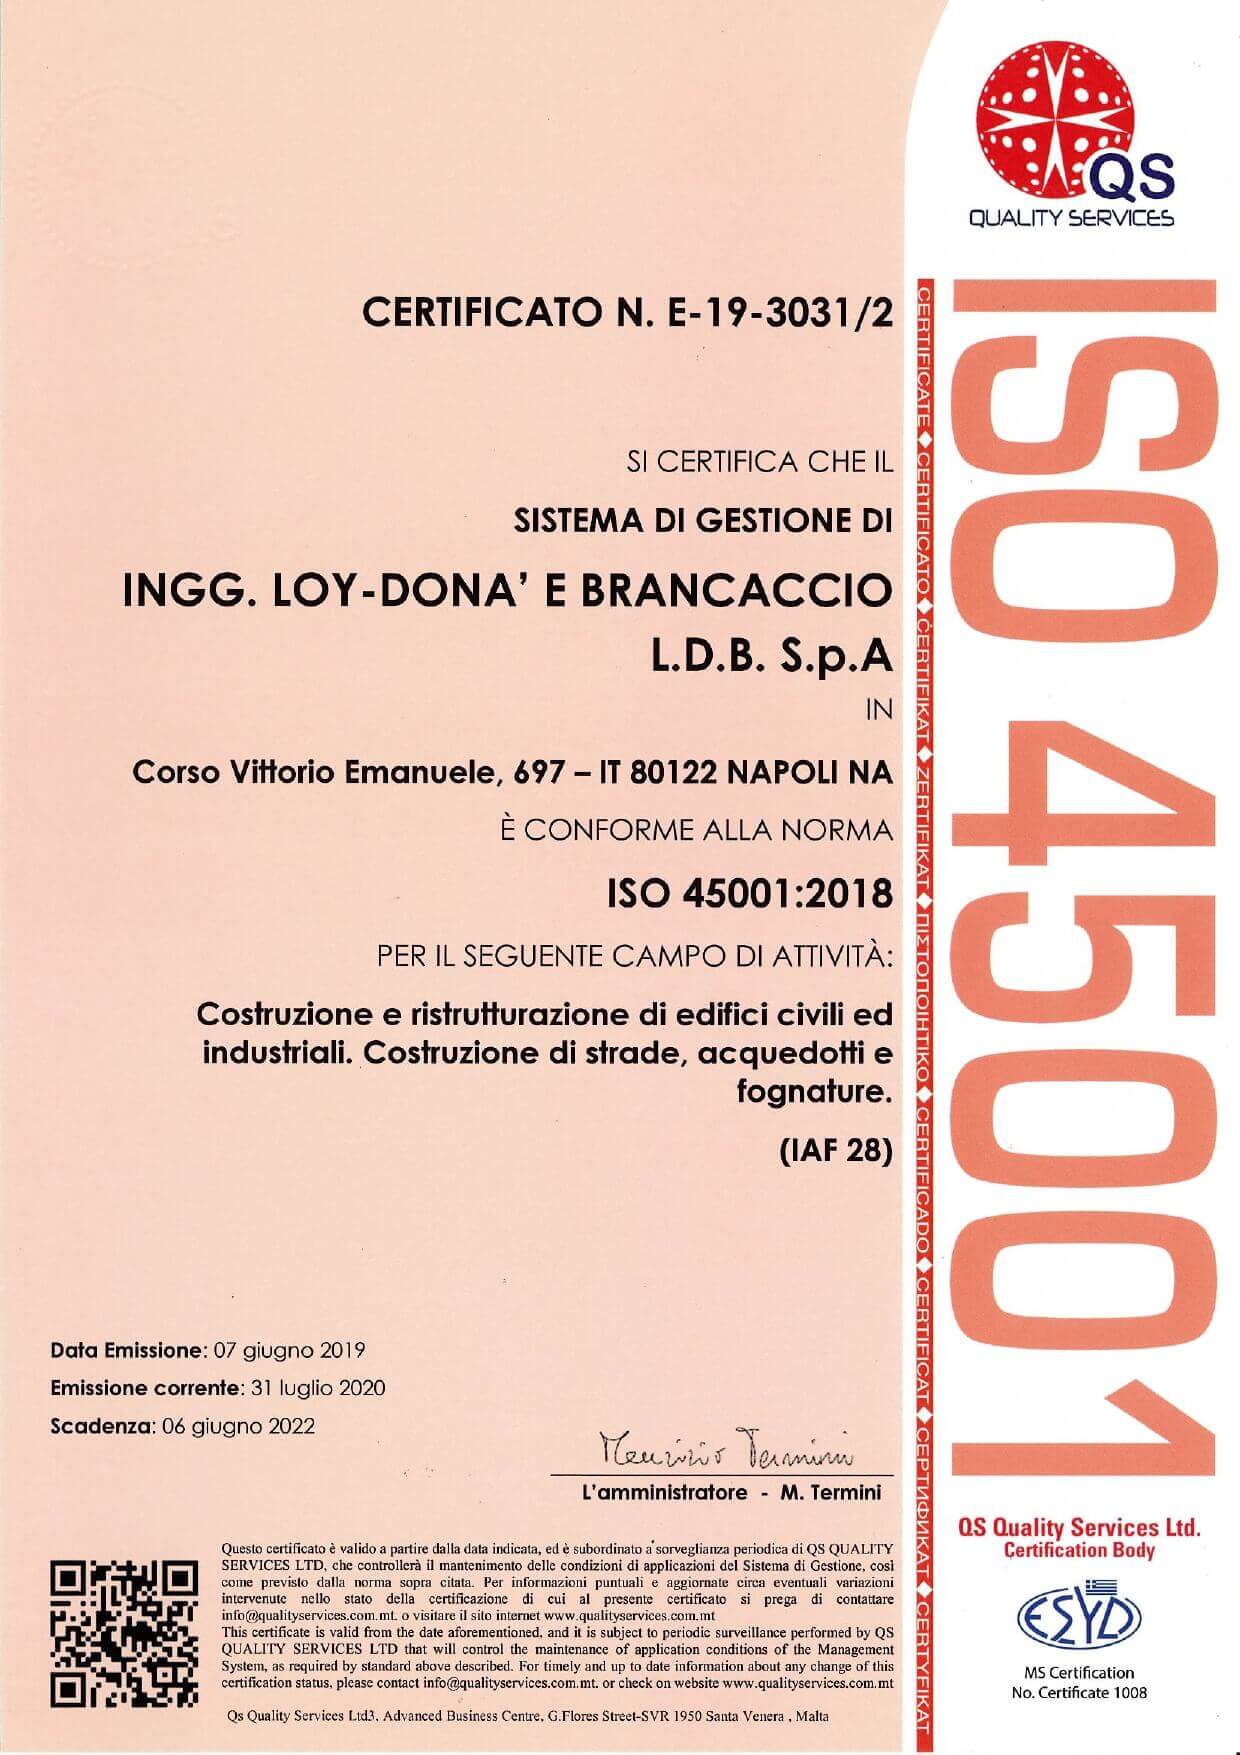 QS
QUALITY SERVICES
CERTIFICATO N. E-19-3031/2
SI CERTIFICA CHE IL
SISTEMA DI GESTIONE DI
INGG. LOY-DONA' E BRANCACCIO
L.D.B. S.p.A
IN
Corso Vittorio Emanuele, 697 – IT 80122 NAPOLI NA
È CONFORME ALLA NORMA
ISO 45001:2018
PER IL SEGUENTE CAMPO DI ATTIVITÀ:
Costruzione e ristrutturazione di edifici civili ed
industriali. Costruzione di strade, acquedotti e
fognature.
(IAF 28)
Data Emissione: 07 giugno 2019
Emissione corrente: 31 luglio 2020
Scadenza: 06 giugno 2022
Maurizio Termini
L'amministratore - M. Termini
Questo certificato è valido a partire dalla data indicata, ed è subordinato a sorveglianza periodica di QS QUALITY
SERVICES LTD, che controllerà il mantenimento delle condizioni di applicazioni del Sistema di Gestione, così
come previsto dalla norma sopra citata. Per informazioni puntuali e aggiornate circa eventuali variazioni
intervenute nello stato della certificazione di cui al presente certificato si prega di contattare
info@qualityservices.com.mt. o visitare il sito internet www.qualityservices.com.mt
This certificate is valid from the date aforementioned, and it is subject to periodic surveillance performed by QS
QUALITY SERVICES LTD that will control the maintenance of application conditions of the Management
System, as required by standard above described. For timely and up to date information about any change of this
certification status, please contact info@qualityservices.com.mt. or check on website www.qualityservices.com.mt
Qs Quality Services Ltd3, Advanced Business Centre, G.Flores Street-SVR 1950 Santa Venera , Malta
CERTIFICATE ◆ CERTIFICATO ◆ CERTIFIKAT ◆ ZERTIFIKAT ◆ ΠΙΣΤΟΠΟΙΗΤΙΚΟ ◆ CERTIFICADO ◆ CERTIFICAT ◆ СЕРТИФИКАТ ◆ CERTYFIKAT
ISO 45001
QS Quality Services Ltd.
Certification Body
ESYD
MS Certification
No. Certificate 1008